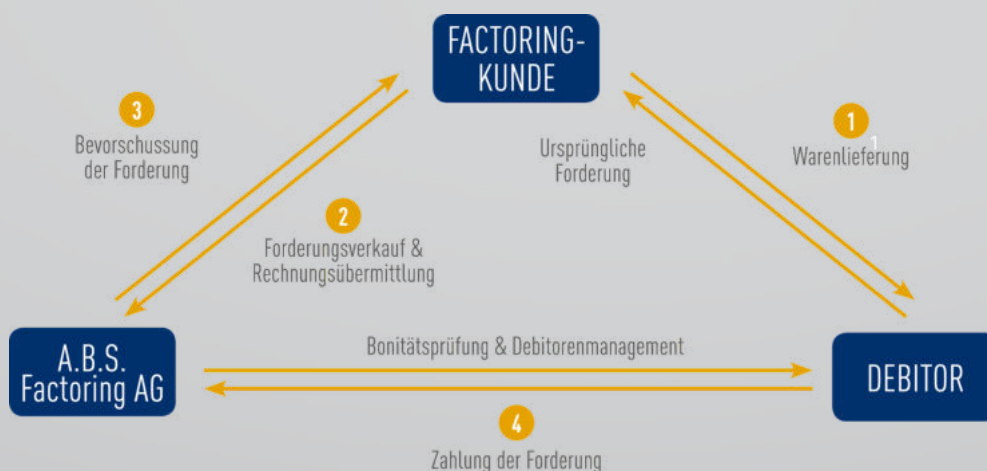 FACTORING-
KUNDE
3
Bevorschussung
der Forderung
Ursprüngliche
Forderung
1
1
Warenlieferung
2
Forderungsverkauf &
Rechnungsübermittlung
A.B.S.
Factoring AG
Bonitätsprüfung & Debitorenmanagement
DEBITOR
4
Zahlung der Forderung